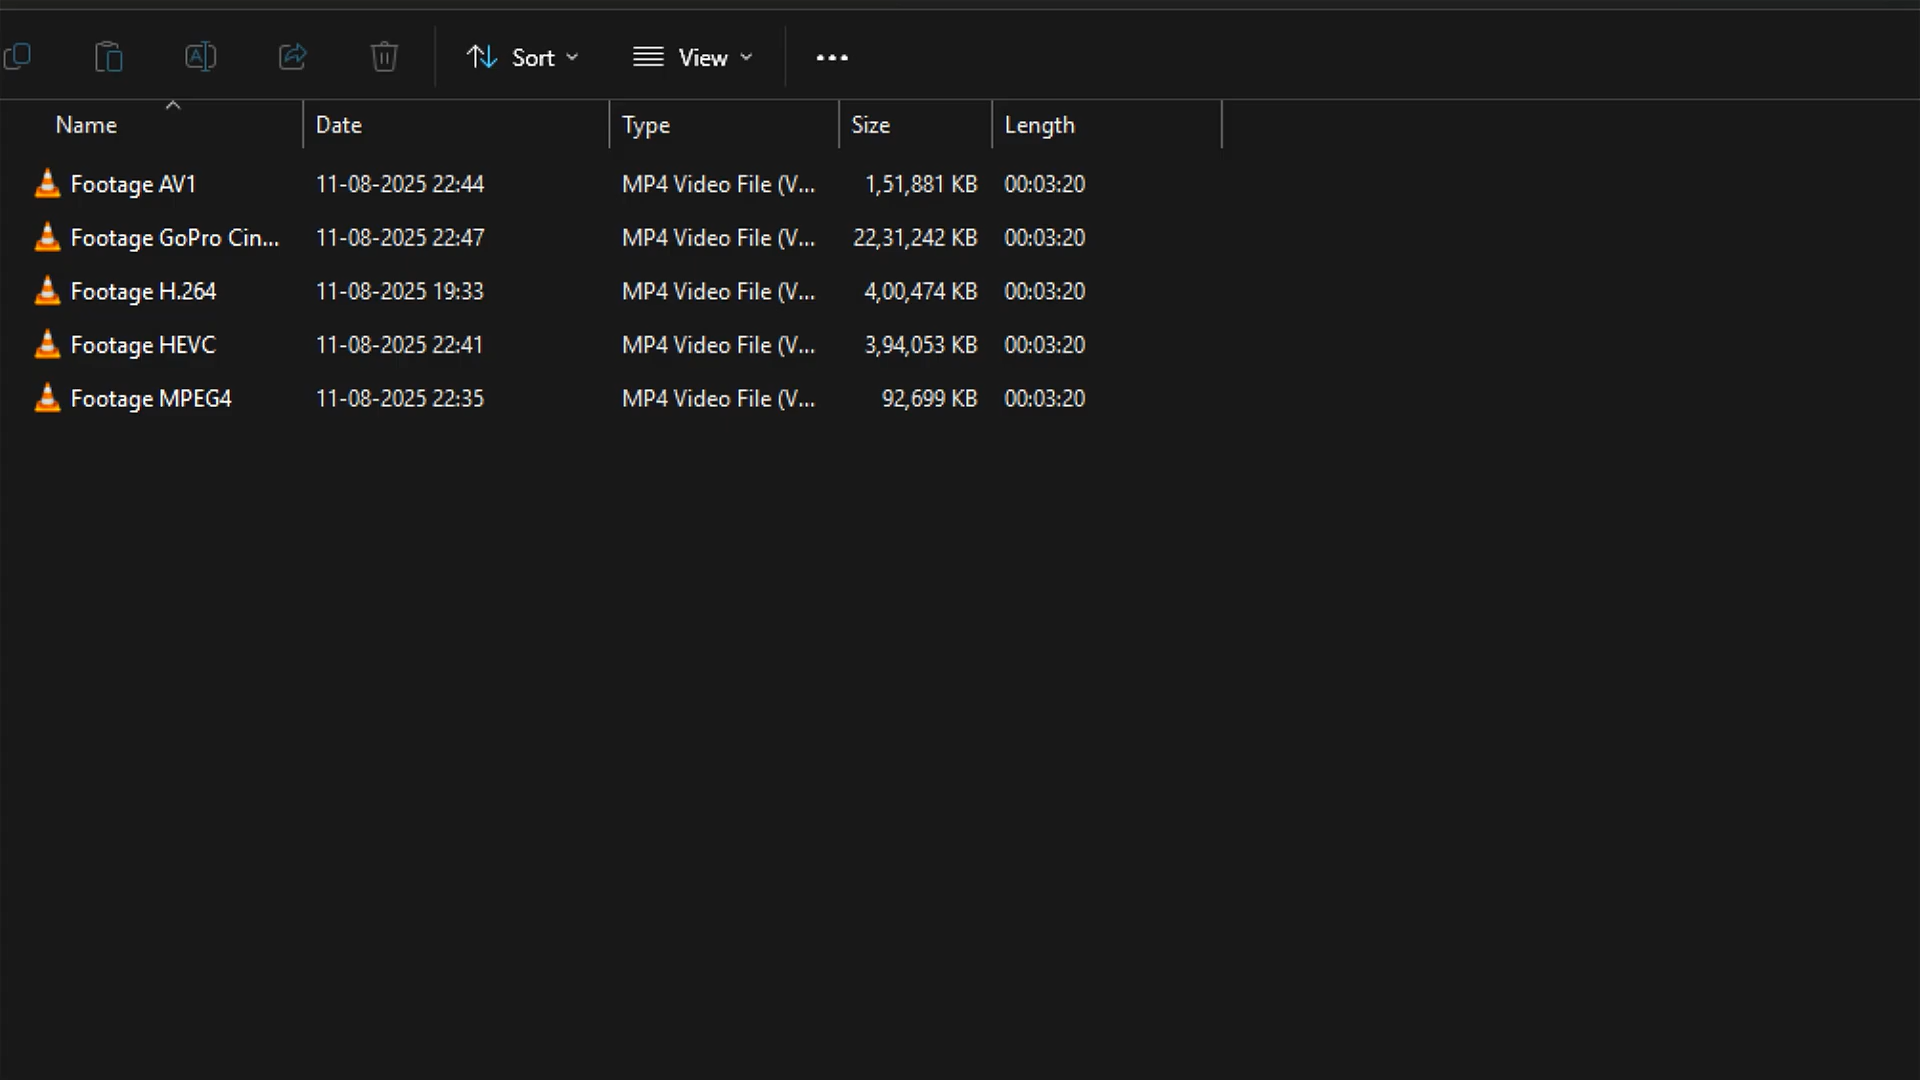 Sort View
Name Date Type Size Length
Footage AV1 11-08-2025 22:44 MP4 Video File (V... 1,51,881 KB 00:03:20
Footage GoPro Cin... 11-08-2025 22:47 MP4 Video File (V... 22,31,242 KB 00:03:20
Footage H.264 11-08-2025 19:33 MP4 Video File (V... 4,00,474 KB 00:03:20
Footage HEVC 11-08-2025 22:41 MP4 Video File (V... 3,94,053 KB 00:03:20
Footage MPEG4 11-08-2025 22:35 MP4 Video File (V... 92,699 KB 00:03:20